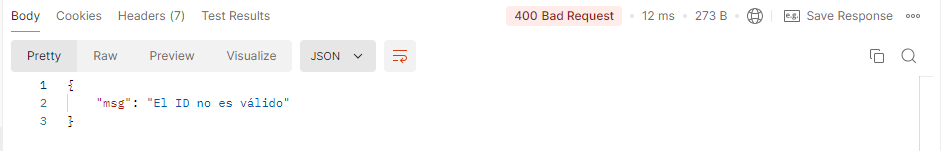 Body Cookies Headers (7) Test Results 400 Bad Request • 12 ms • 273 B e.g. Save Response
Pretty Raw Preview Visualize JSON
1 {
2 "msg": "El ID no es válido"
3 }